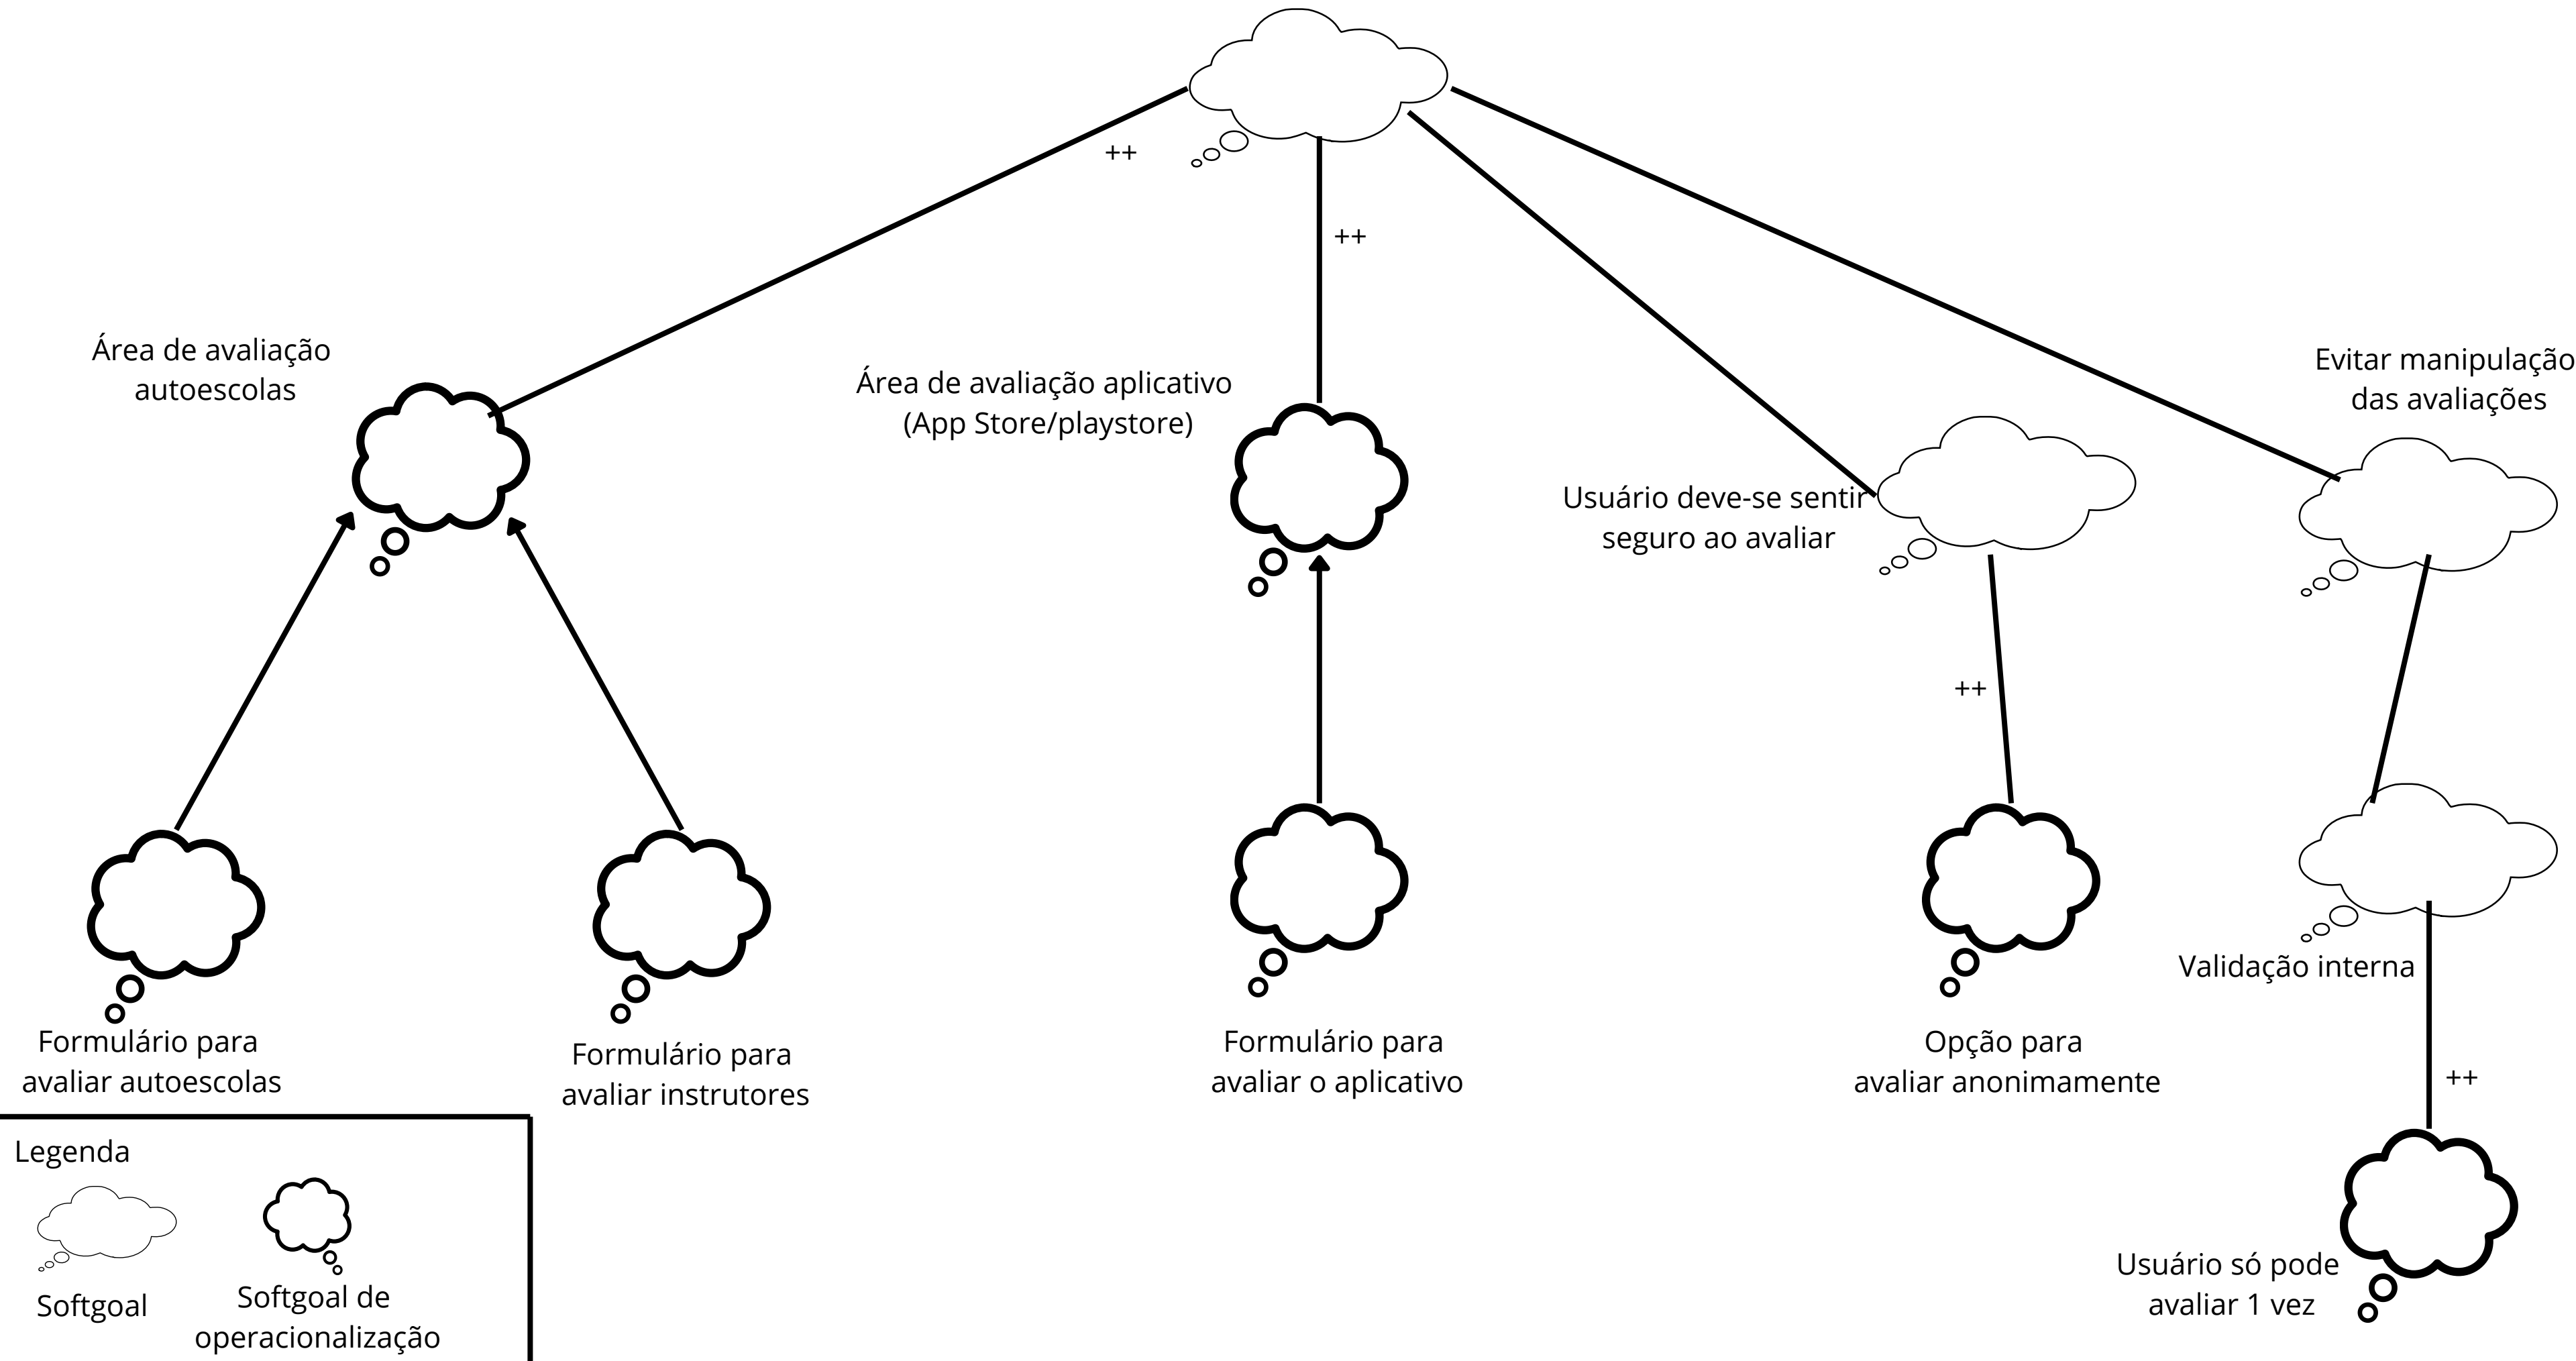 ++
++
Área de avaliação
autoescolas
Área de avaliação aplicativo
(App Store/playstore)
Usuário deve-se sentir
seguro ao avaliar
Evitar manipulação
das avaliações
++
Validação interna
Formulário para
avaliar autoescolas
Formulário para
avaliar instrutores
Formulário para
avaliar o aplicativo
Opção para
avaliar anonimamente
++
Usuário só pode
avaliar 1 vez
Legenda
Softgoal
Softgoal de
operacionalização